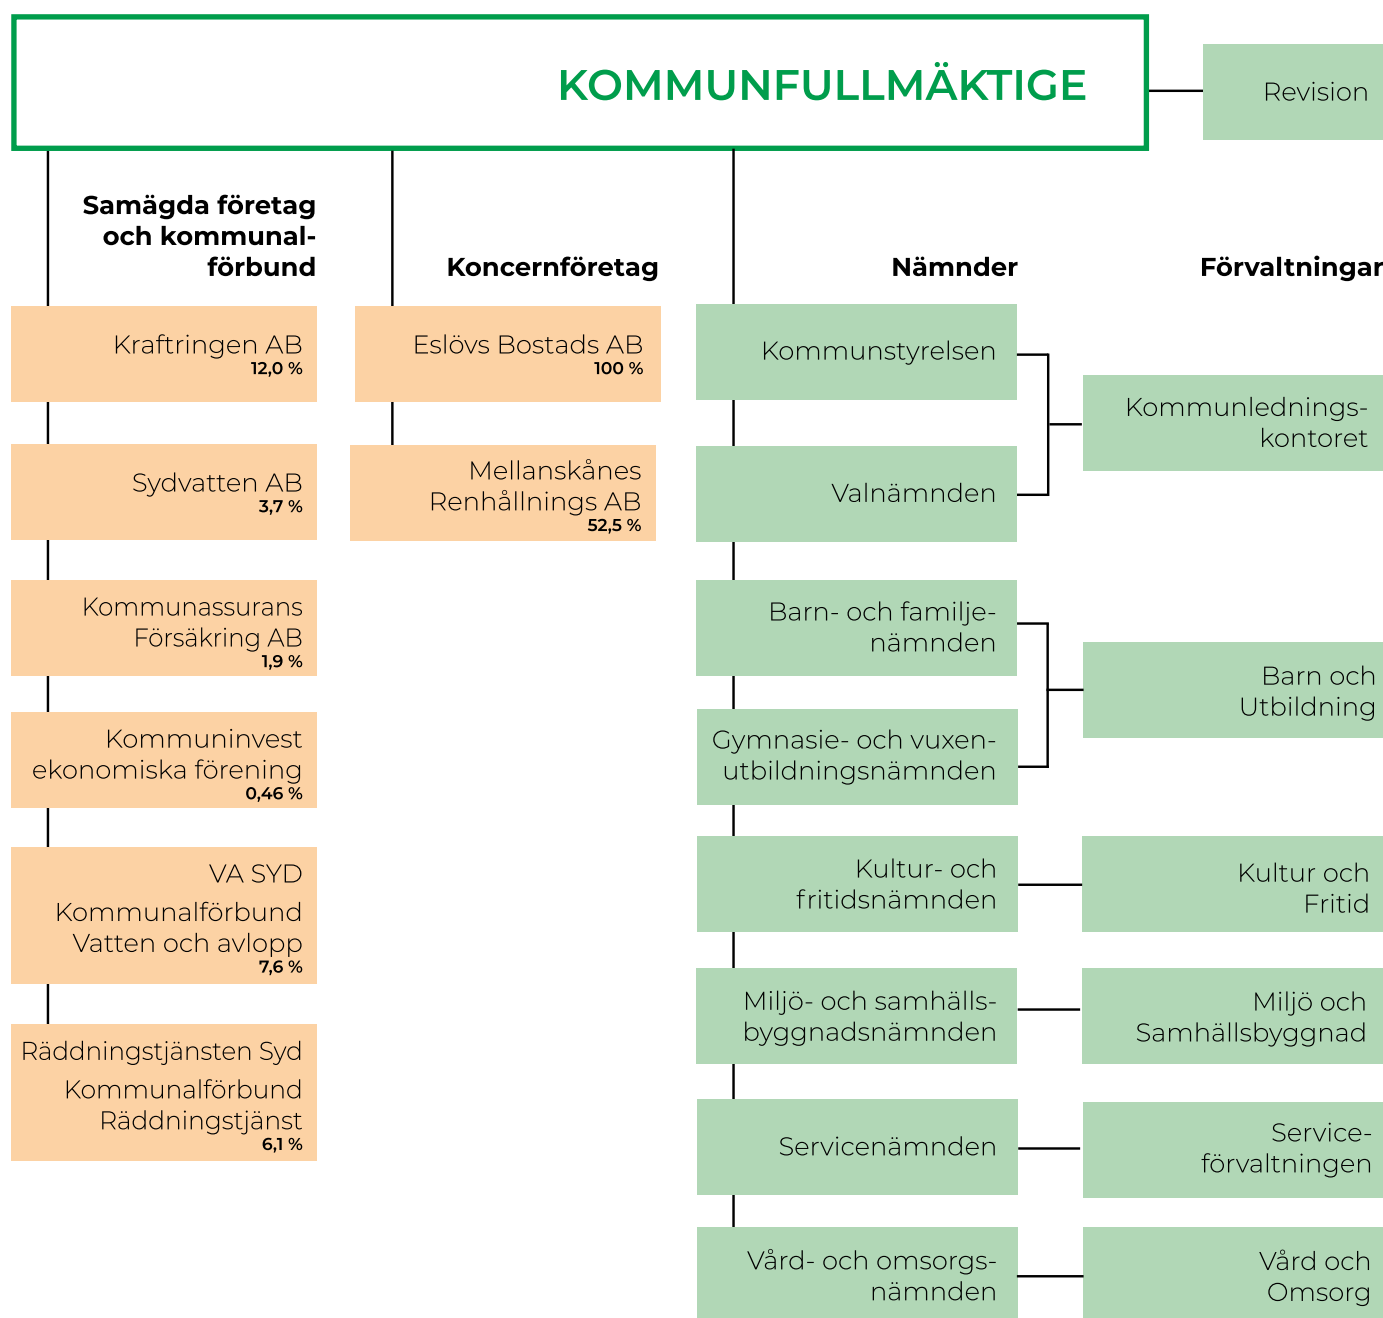 KOMMUNFULLMÄKTIGE
Revision
Samägda företag
och kommunal-
förbund
Kraftringen AB
12,0 %
Sydvatten AB
3,7 %
Kommunassurans
Försäkring AB
1,9 %
Kommuninvest
ekonomiska förening
0,46 %
VA SYD
Kommunalförbund
Vatten och avlopp
7,6 %
Räddningstjänsten Syd
Kommunalförbund
Räddningstjänst
6,1 %
Koncernföretag
Eslövs Bostads AB
100 %
Mellanskånes
Renhållnings AB
52,5 %
Nämnder
Kommunstyrelsen
Valnämnden
Barn- och familje-
nämnden
Gymnasie- och vuxen-
utbildningsnämnden
Kultur- och
fritidsnämnden
Miljö- och samhälls-
byggnadsnämnden
Servicenämnden
Vård- och omsorgs-
nämnden
Förvaltningar
Kommunlednings-
kontoret
Barn och
Utbildning
Kultur och
Fritid
Miljö och
Samhällsbyggnad
Service-
förvaltningen
Vård och
Omsorg